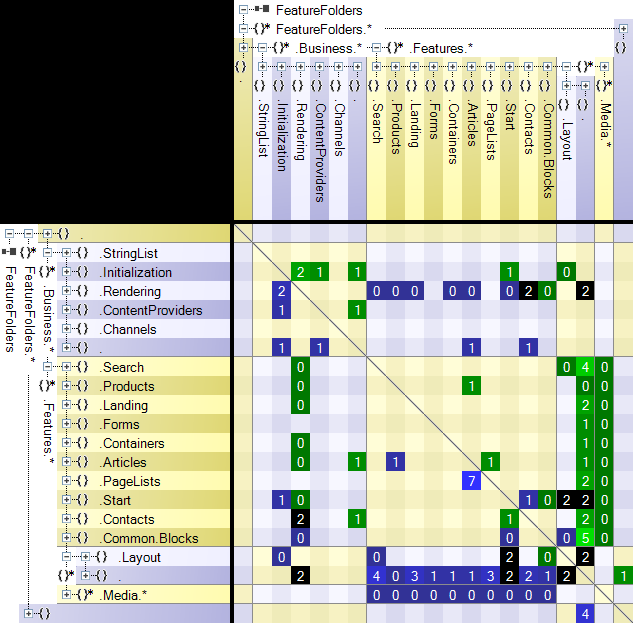 FeatureFolders
{}* FeatureFolders.*
{} {}* .Business.* {}* .Features.* {}
{} {} {} {} {} {} {} {} {} {} {} {} {} {} {} {} {} {}* {}*
.
.StringList
.Initialization
.Rendering
.ContentProviders
.Channels
.
.Search
.Products
.Landing
.Forms
.Containers
.Articles
.PageLists
.Start
.Contacts
.Common.Blocks
.Layout
.
.Media.*
{} .
FeatureFolders
{}* FeatureFolders.*
{}* .Business.*
{} .StringList
{} .Initialization 2 1 1 1 0
{} .Rendering 2 0 0 0 0 0 0 2 0 2
{} .ContentProviders 1 1
{} .Channels
{} . 1 1 1 1
{}* .Features.*
{} .Search 0 0 4 0
{} .Products 0 1 0 0
{} .Landing 0 2 0
{} .Forms 1 0
{} .Containers 0 1 0
{} .Articles 0 1 1 1 1 0
{} .PageLists 7 2 0
{} .Start 1 0 1 0 2 2 0
{} .Contacts 2 1 1 2 0
{} .Common.Blocks 0 0 0 5 0
{} .Layout 0 0 2 0 2
{}* {} . 2 4 0 3 1 1 1 3 2 2 1 2 1
{}* .Media.* 0 0 0 0 0 0 0 0 0 0
{} 4